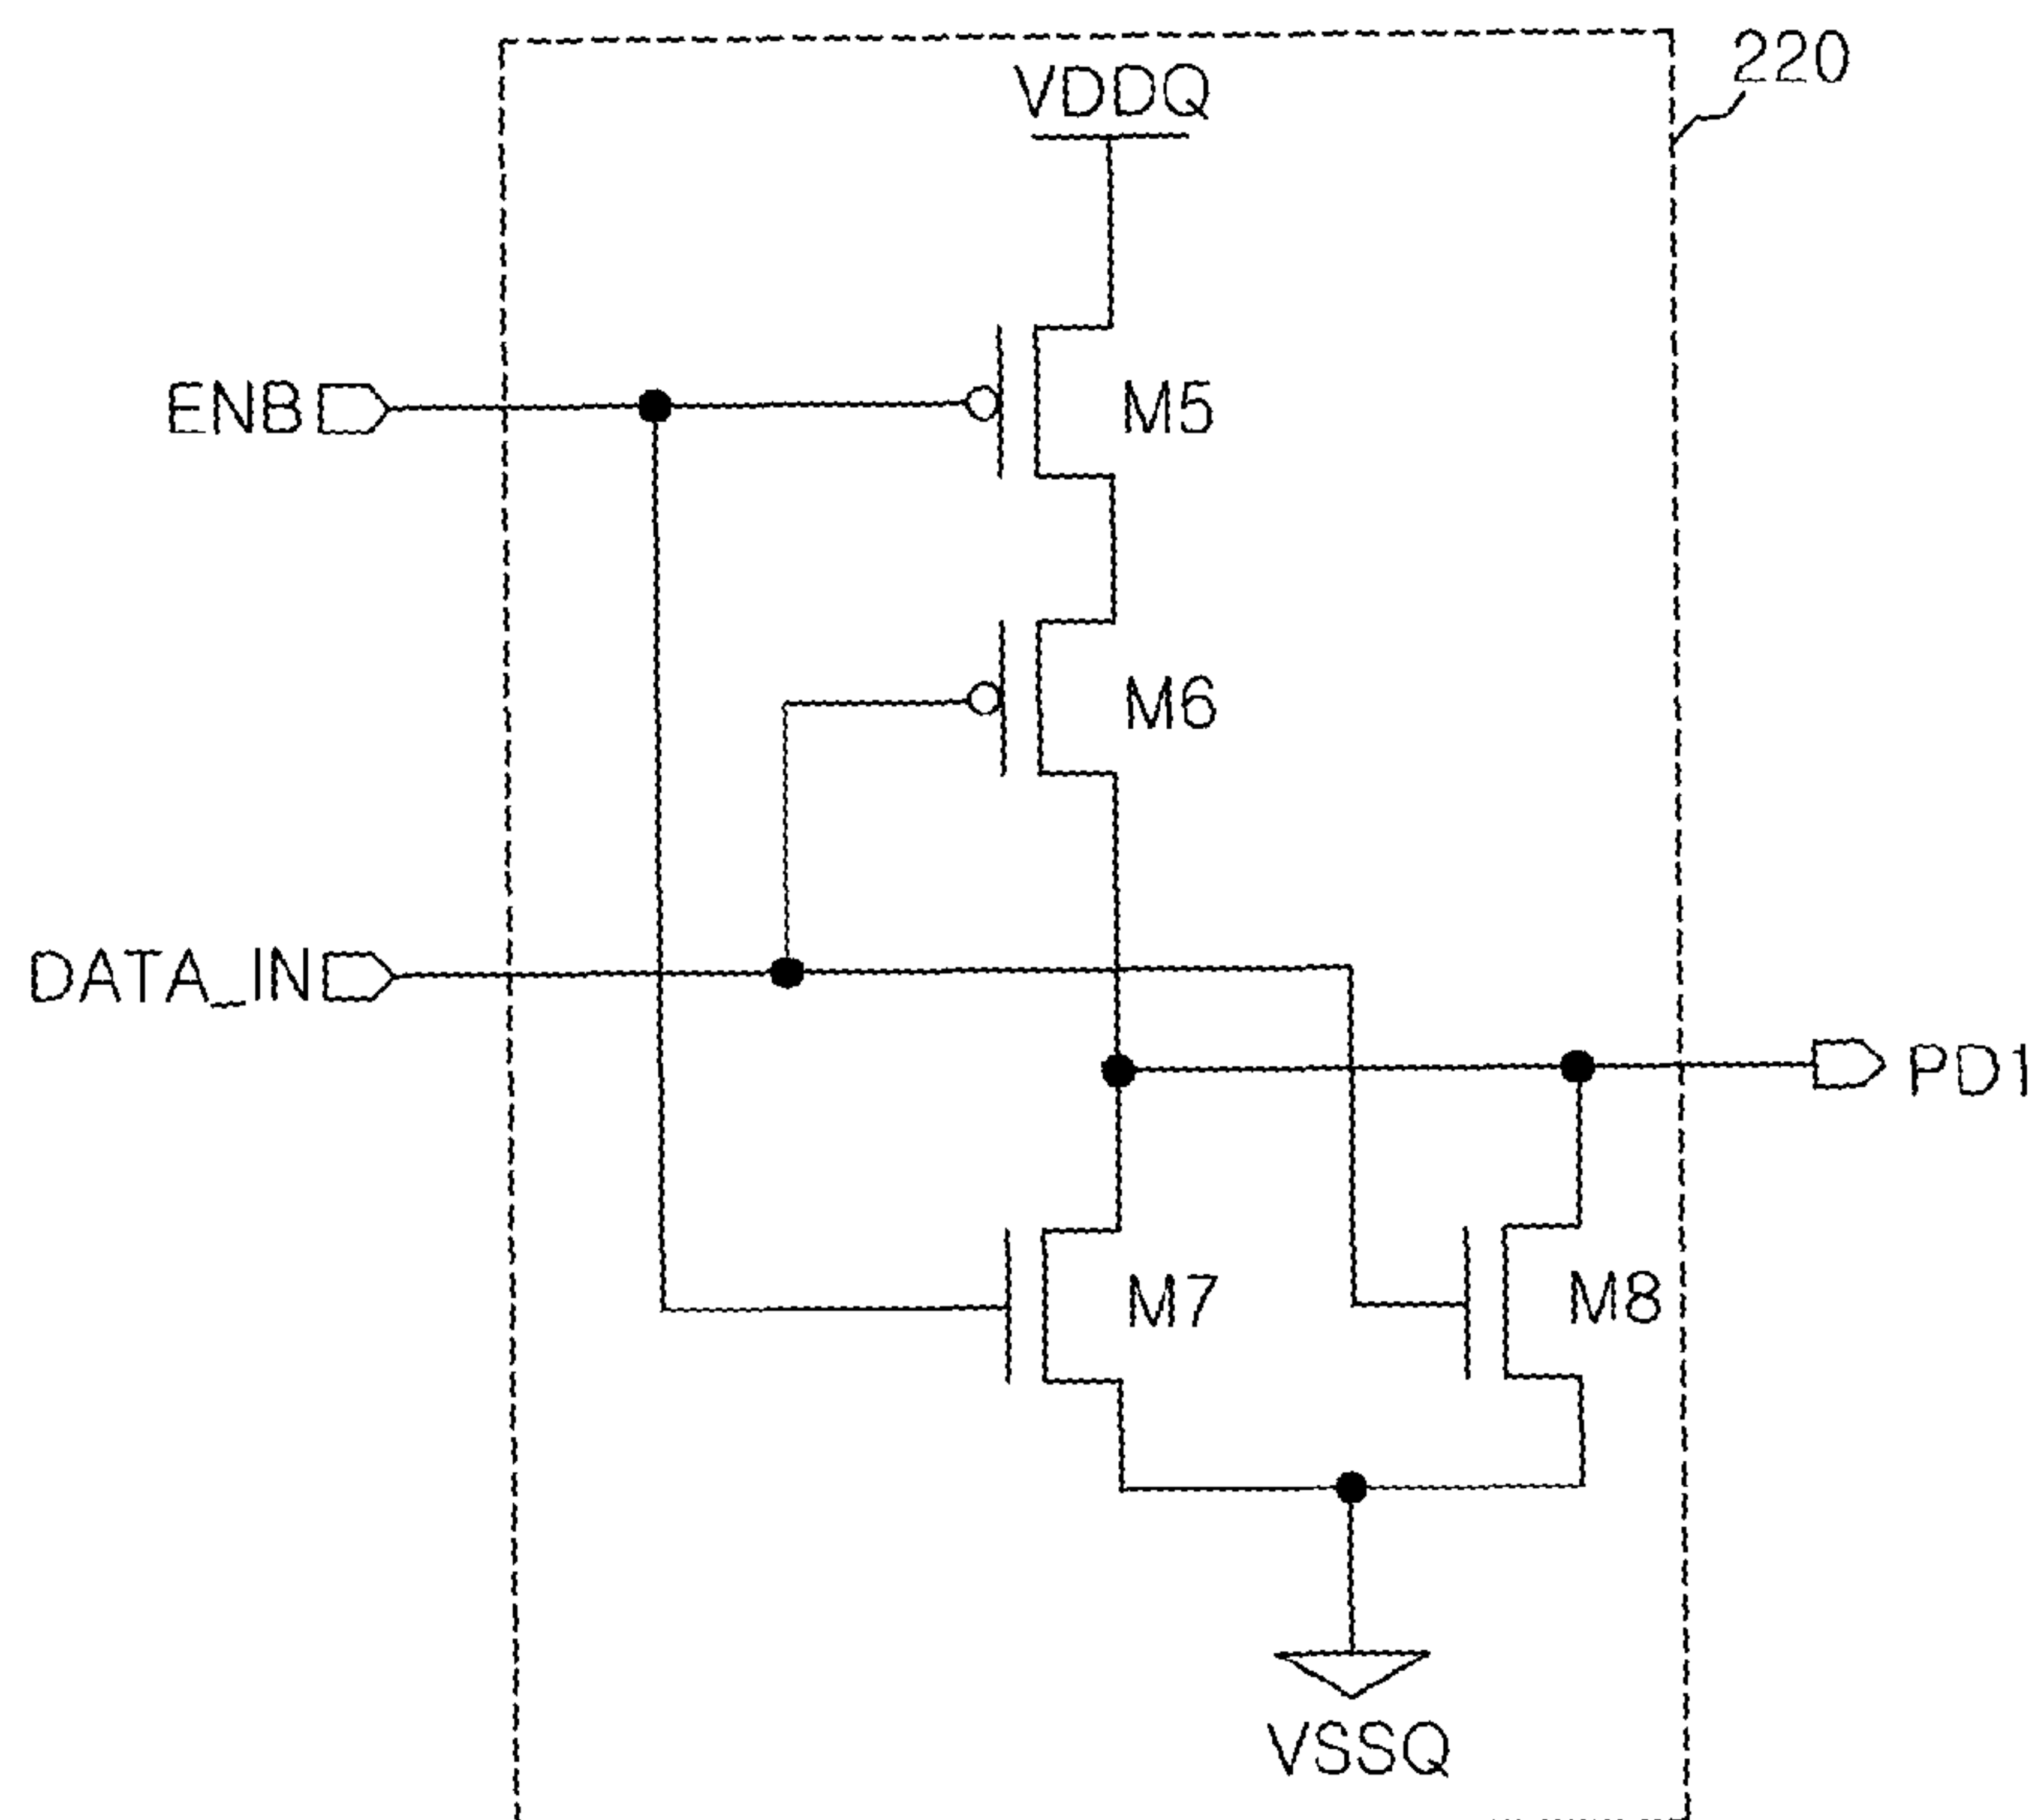 220
VDDQ
ENB
M5
M6
DATA_IN
PD1
M7
M8
VSSQ